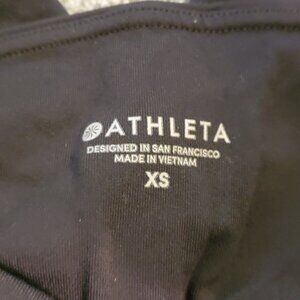 ATHLETA
DESIGNED IN SAN FRANCISCO
MADE IN VIETNAM
XS